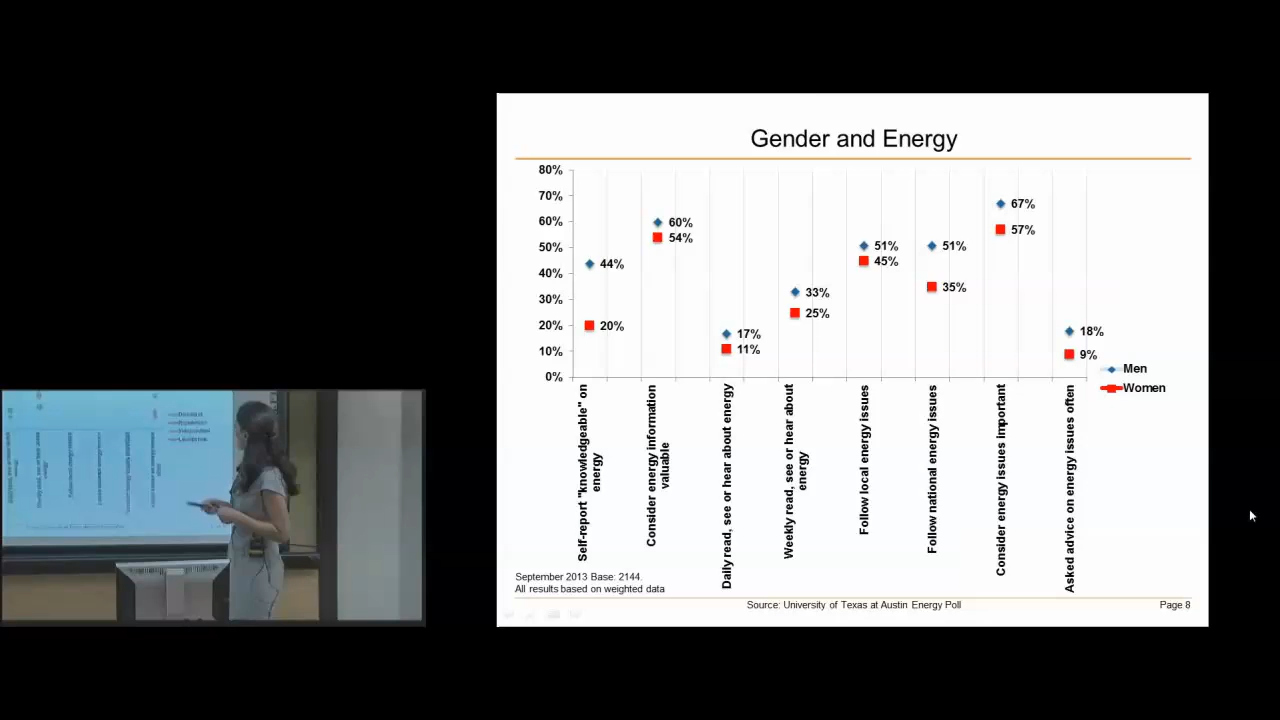 Gender and Energy
80%
70%
60%
50%
40%
30%
20%
10%
0%
44%
20%
60%
54%
17%
11%
33%
25%
51%
45%
51%
35%
67%
57%
18%
9%
Men
Women
Self-report "knowledgeable" on
energy
Consider energy information
valuable
Daily read, see or hear about energy
Weekly read, see or hear about
energy
Follow local energy issues
Follow national energy issues
Consider energy issues important
Asked advice on energy issues often
September 2013 Base: 2144.
All results based on weighted data
Source: University of Texas at Austin Energy Poll
Page 8